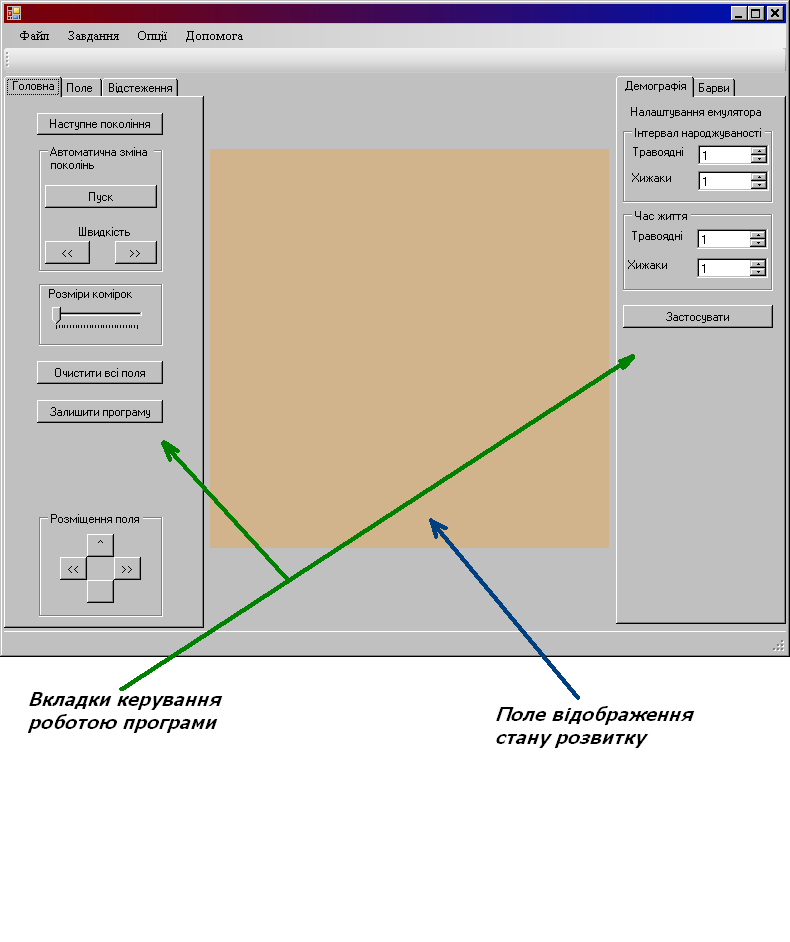 Файл Завдання Опції Допомога
Головна Поле Відстеження
Наступне покоління
Автоматична зміна
поколінь
Пуск
Швидкість
<< >>
Розміри комірок
Очистити всі поля
Залишити програму
Розміщення поля
^
<< >>
Демографія Барви
Налаштування емулятора
Інтервал народжуваності
Травоядні 1
Хижаки 1
Час життя
Травоядні 1
Хижаки 1
Застосувати
Вкладки керування
роботою програми
Поле відображення
стану розвитку